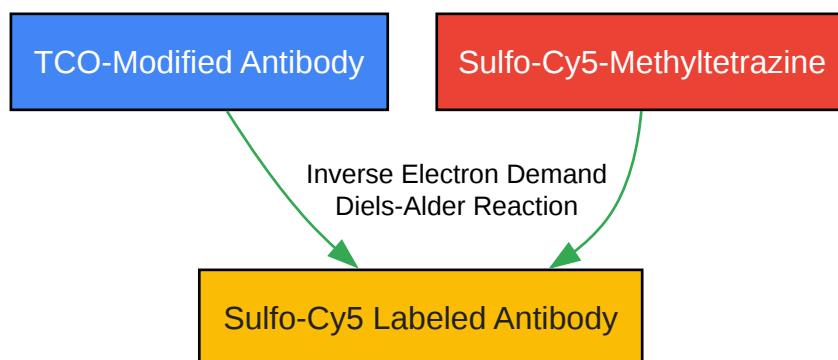 TCO-Modified Antibody
Sulfo-Cy5-Methyltetrazine
Inverse Electron Demand
Diels-Alder Reaction
Sulfo-Cy5 Labeled Antibody